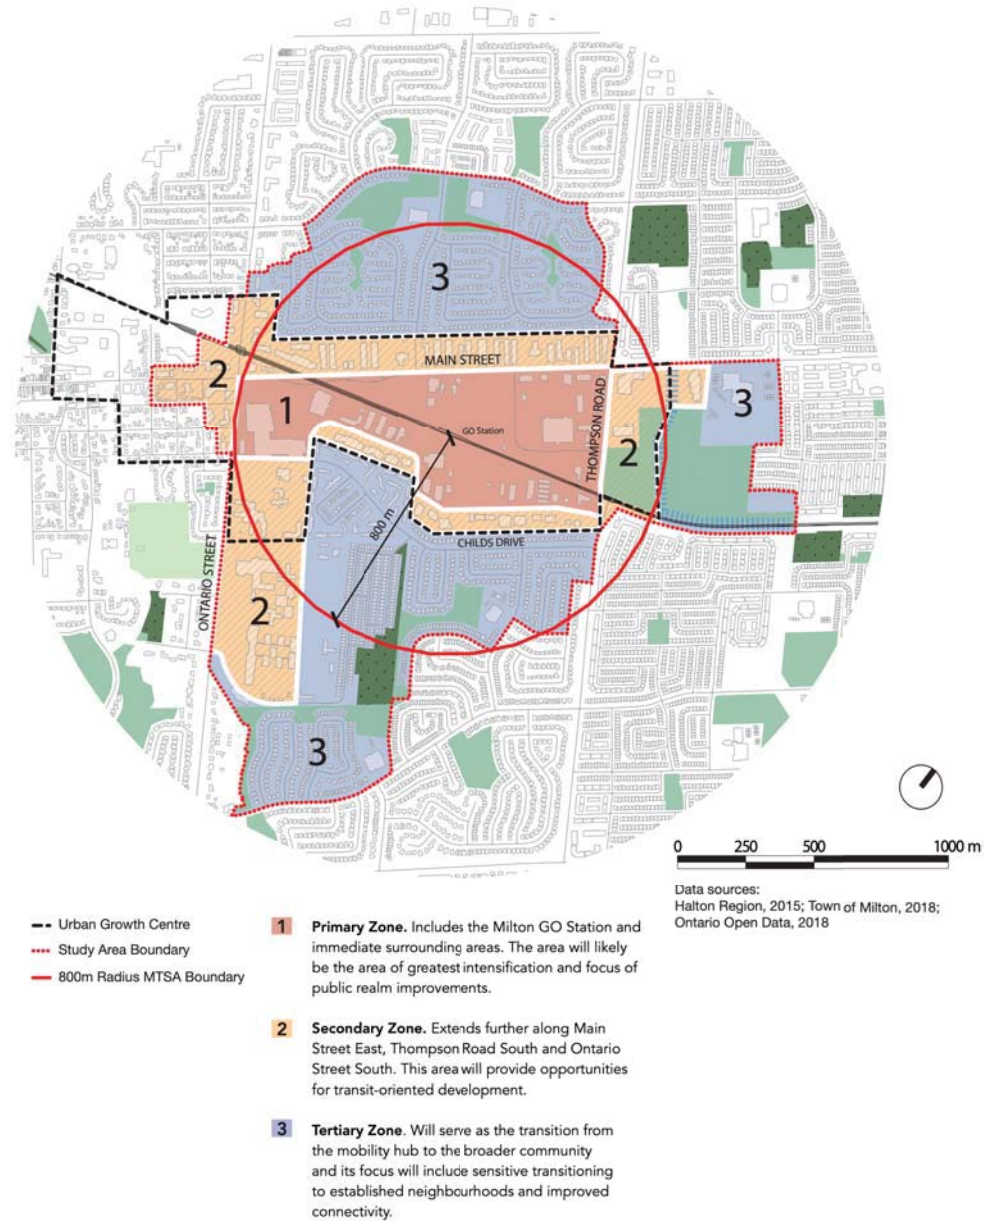 3
2
MAIN STREET
1
3
GO Station
THOMPSON ROAD
2
800 m
CHILDS DRIVE
ONTARIO STREET
2
3
0 250 500 1000 m
Data sources:
Halton Region, 2015; Town of Milton, 2018;
Ontario Open Data, 2018
Urban Growth Centre
Study Area Boundary
800m Radius MTSA Boundary
1 Primary Zone. Includes the Milton GO Station and
immediate surrounding areas. The area will likely
be the area of greatest intensification and focus of
public realm improvements.
2 Secondary Zone. Extends further along Main
Street East, Thompson Road South and Ontario
Street South. This area will provide opportunities
for transit-oriented development.
3 Tertiary Zone. Will serve as the transition from
the mobility hub to the broader community
and its focus will include sensitive transitioning
to established neighbourhoods and improved
connectivity.